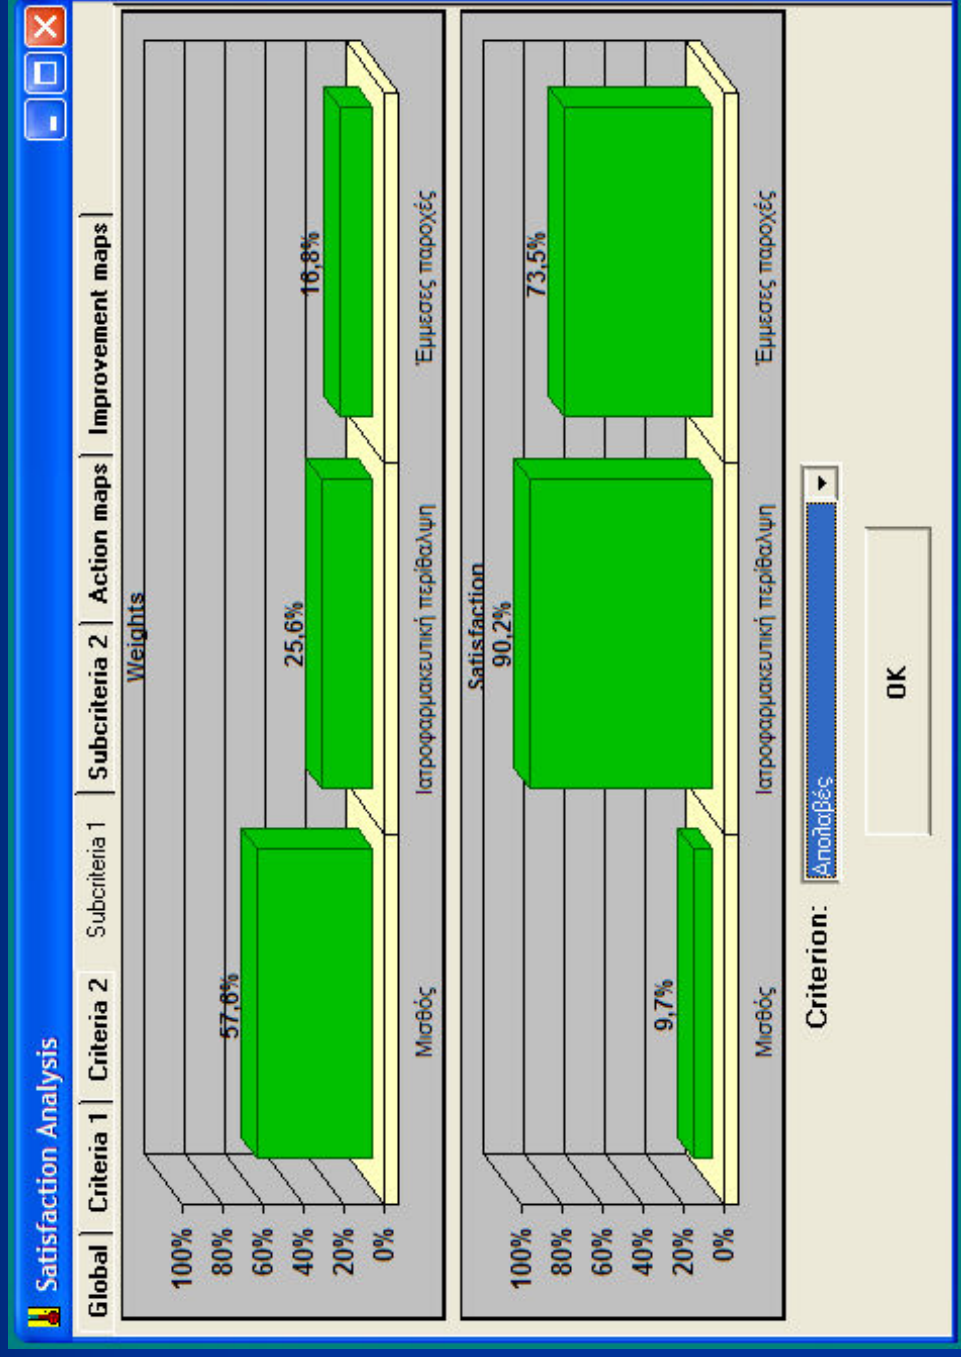 Satisfaction Analysis
Global Criteria 1 Criteria 2 Subcriteria 1 Subcriteria 2 Action maps Improvement maps
Weights
100%
80%
60%
40%
20%
0%
57,6% 25,6% 16,8%
Μισθός Ιατροφαρμακευτική περίθαλψη Έμμεσες παροχές
Satisfaction
100%
80%
60%
40%
20%
0%
9,7% 90,2% 73,5%
Μισθός Ιατροφαρμακευτική περίθαλψη Έμμεσες παροχές
Criterion: Απολαβές
OK